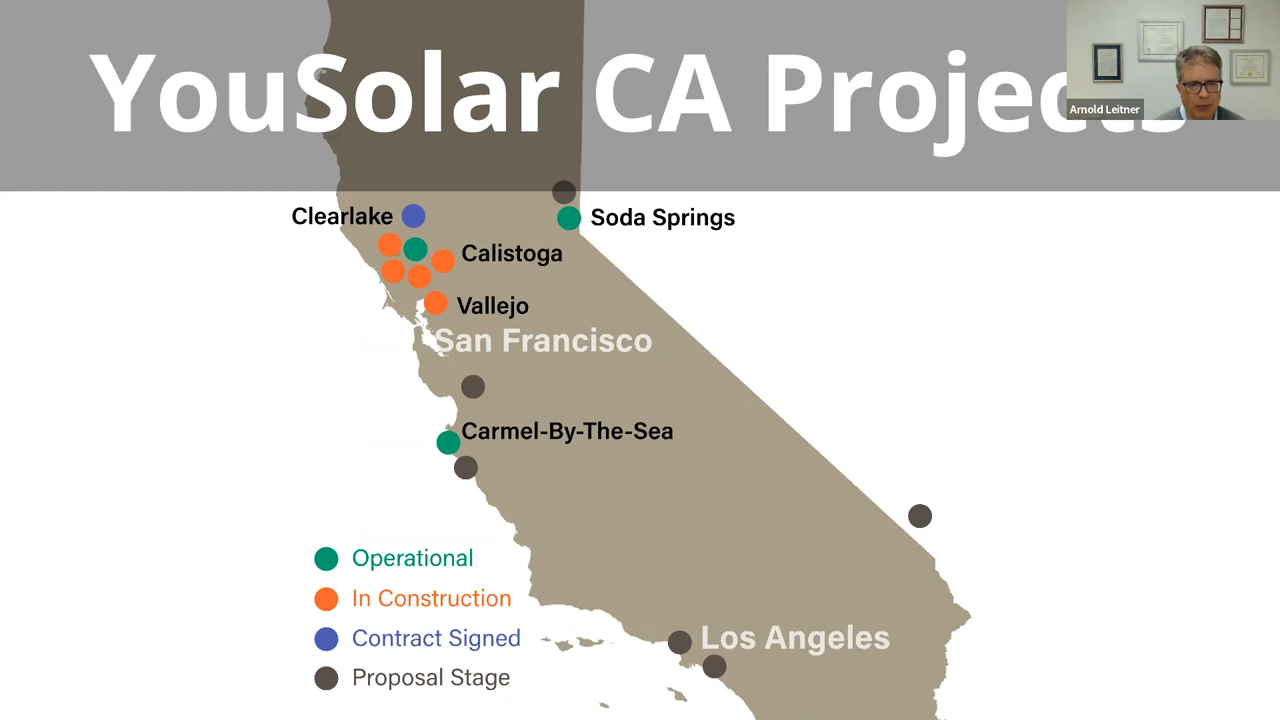 YouSolar CA Projects
Arnold Leitner
Clearlake
Soda Springs
Calistoga
Vallejo
San Francisco
Carmel-By-The-Sea
Operational
In Construction
Contract Signed
Proposal Stage
Los Angeles